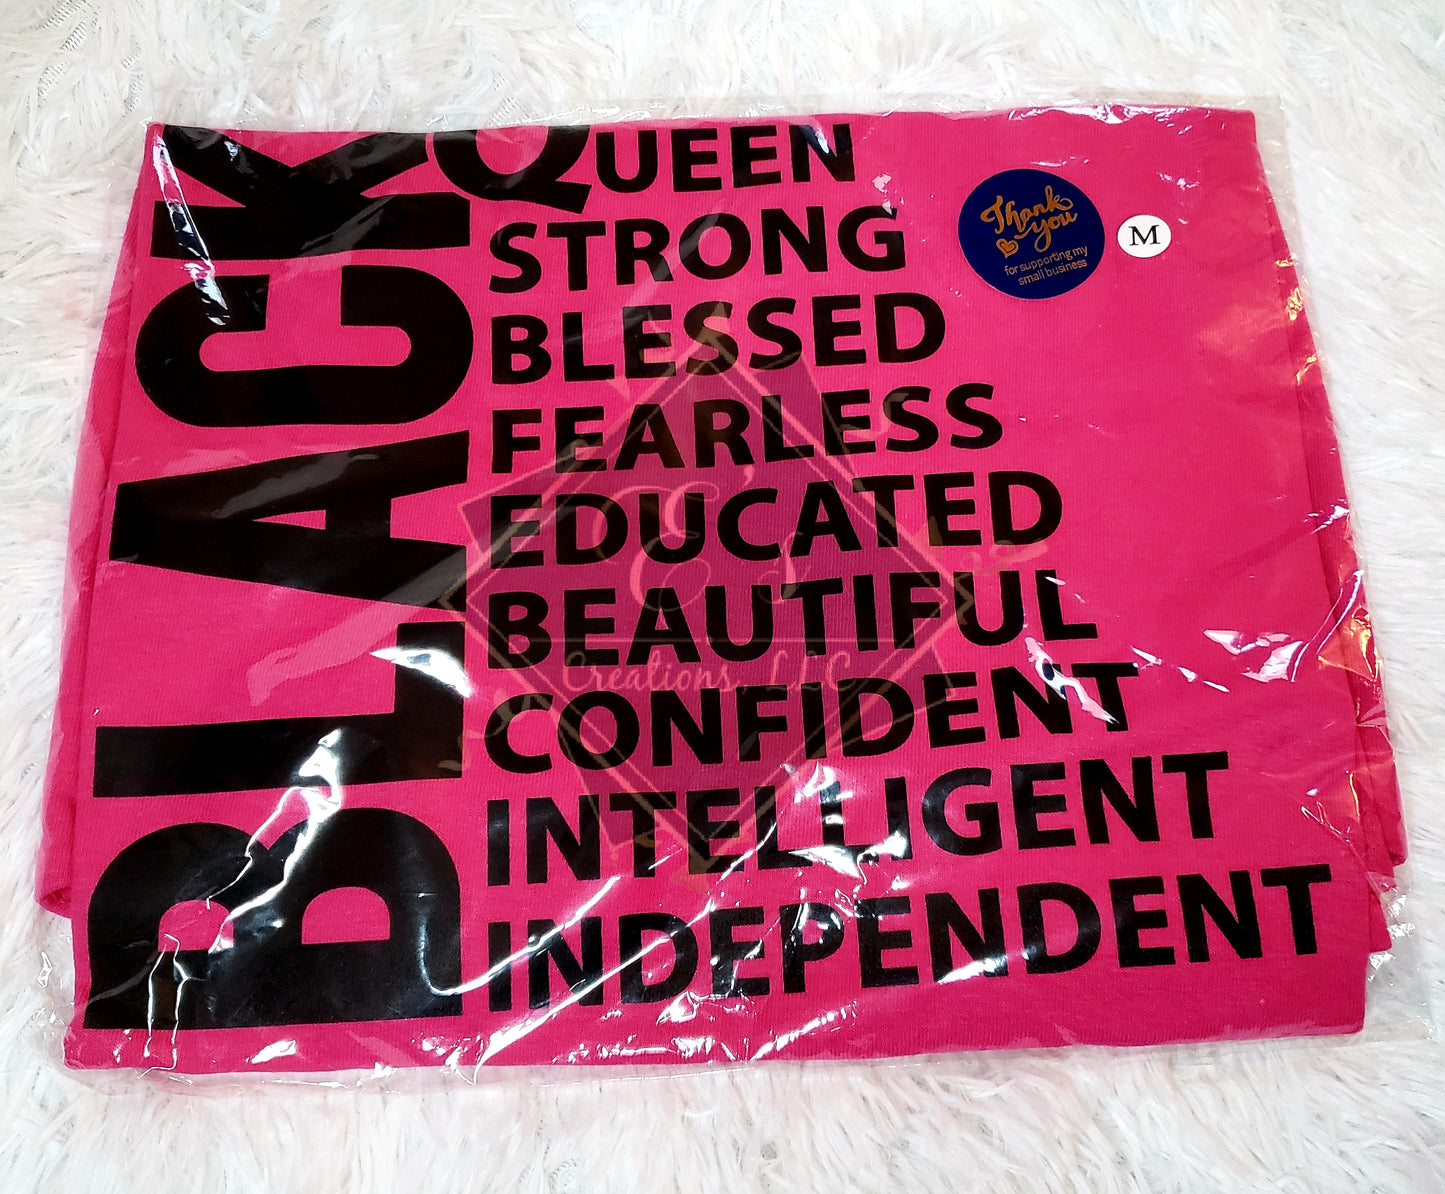 BLACK
QUEEN
STRONG
BLESSED
FEARLESS
EDUCATED
BEAUTIFUL
CONFIDENT
INTELLIGENT
INDEPENDENT
Thank
you
for supporting my
small business
M
E's
Creations, LLC